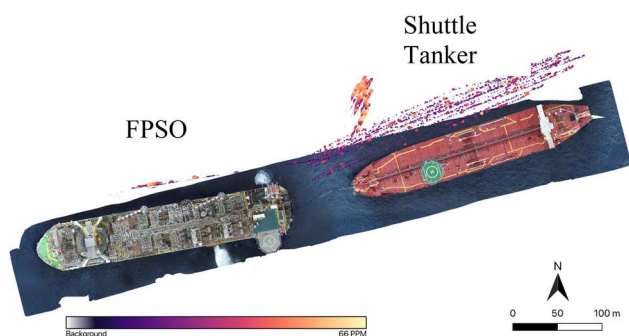 Shuttle
Tanker
FPSO
N
Background
66 PPM
0 50 100 m